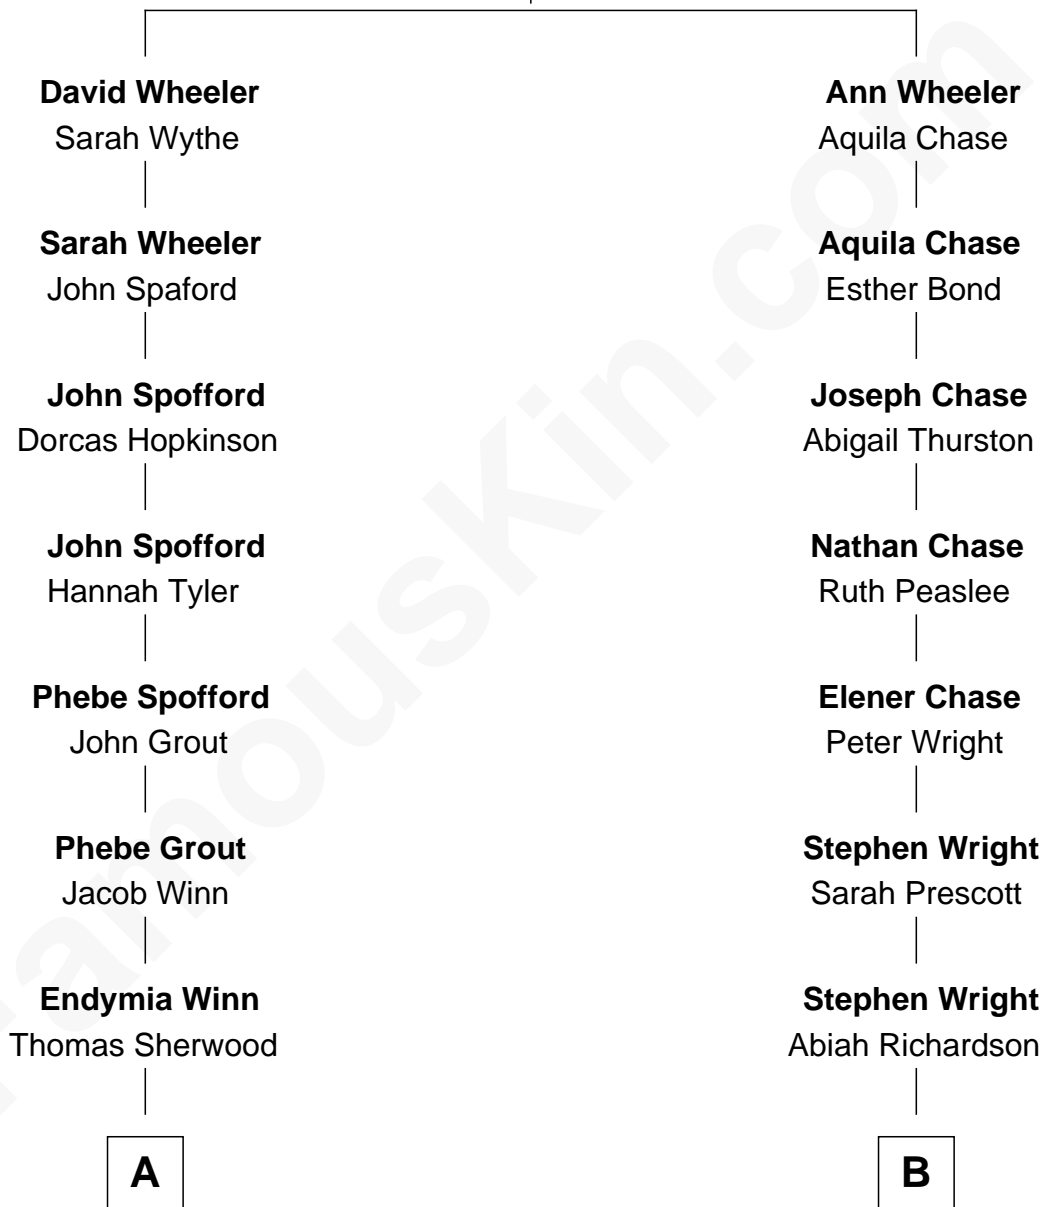 David Wheeler
Sarah Wythe
Sarah Wheeler
John Spaford
John Spofford
Dorcas Hopkinson
John Spofford
Hannah Tyler
Phebe Spofford
John Grout
Phebe Grout
Jacob Winn
Endymia Winn
Thomas Sherwood
A
Ann Wheeler
Aquila Chase
Aquila Chase
Esther Bond
Joseph Chase
Abigail Thurston
Nathan Chase
Ruth Peaslee
Elener Chase
Peter Wright
Stephen Wright
Sarah Prescott
Stephen Wright
Abiah Richardson
B
FamousKin.com